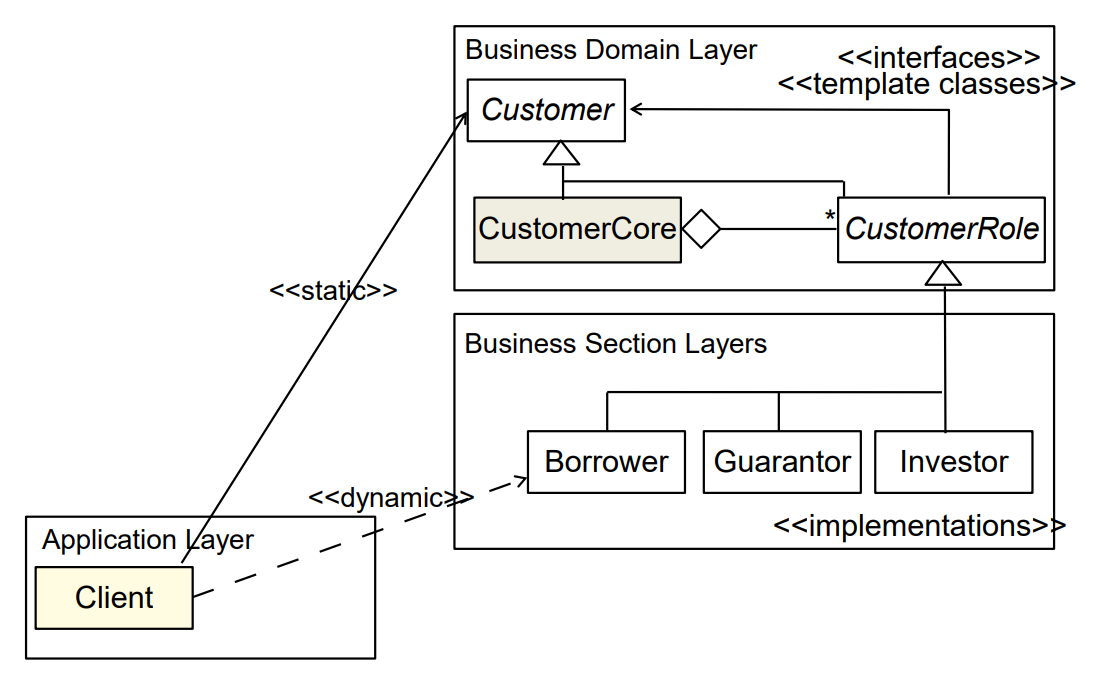 Business Domain Layer
<<interfaces>>
<<template classes>>
Customer
CustomerCore
*
CustomerRole
<<static>>
Business Section Layers
Borrower
Guarantor
Investor
<<dynamic>>
<<implementations>>
Application Layer
Client